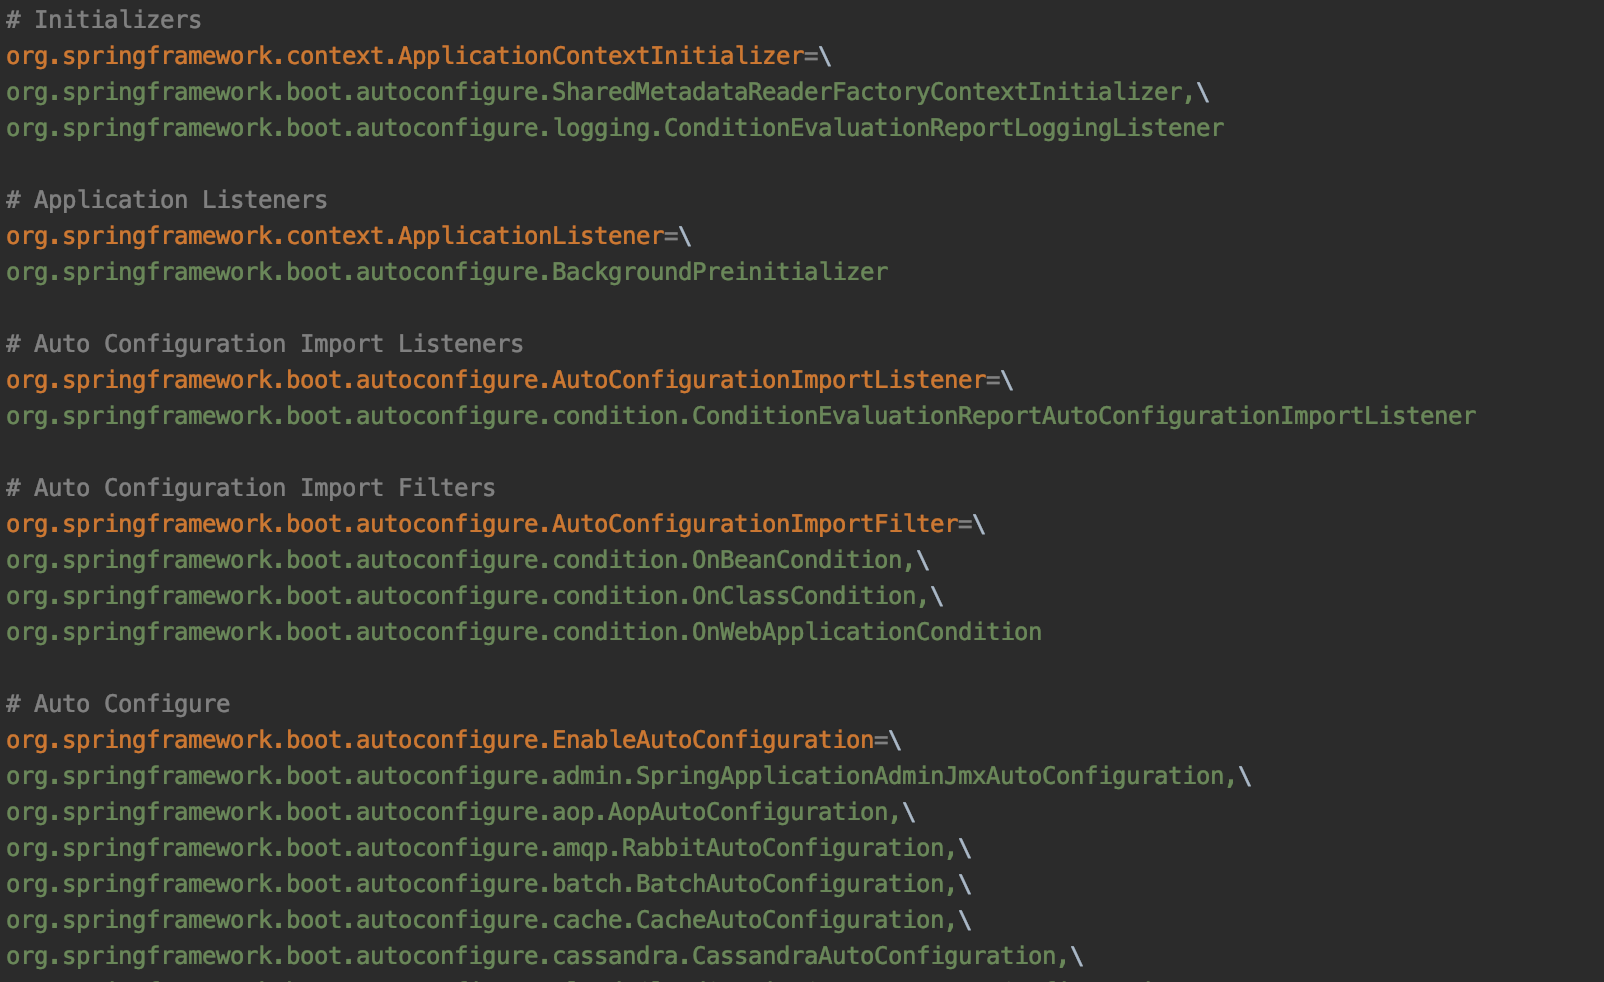 # Initializers
org.springframework.context.ApplicationContextInitializer=\
org.springframework.boot.autoconfigure.SharedMetadataReaderFactoryContextInitializer,\
org.springframework.boot.autoconfigure.logging.ConditionEvaluationReportLoggingListener
# Application Listeners
org.springframework.context.ApplicationListener=\
org.springframework.boot.autoconfigure.BackgroundPreinitializer
# Auto Configuration Import Listeners
org.springframework.boot.autoconfigure.AutoConfigurationImportListener=\
org.springframework.boot.autoconfigure.condition.ConditionEvaluationReportAutoConfigurationImportListener
# Auto Configuration Import Filters
org.springframework.boot.autoconfigure.AutoConfigurationImportFilter=\
org.springframework.boot.autoconfigure.condition.OnBeanCondition,\
org.springframework.boot.autoconfigure.condition.OnClassCondition,\
org.springframework.boot.autoconfigure.condition.OnWebApplicationCondition
# Auto Configure
org.springframework.boot.autoconfigure.EnableAutoConfiguration=\
org.springframework.boot.autoconfigure.admin.SpringApplicationAdminJmxAutoConfiguration,\
org.springframework.boot.autoconfigure.aop.AopAutoConfiguration,\
org.springframework.boot.autoconfigure.amqp.RabbitAutoConfiguration,\
org.springframework.boot.autoconfigure.batch.BatchAutoConfiguration,\
org.springframework.boot.autoconfigure.cache.CacheAutoConfiguration,\
org.springframework.boot.autoconfigure.cassandra.CassandraAutoConfiguration,\